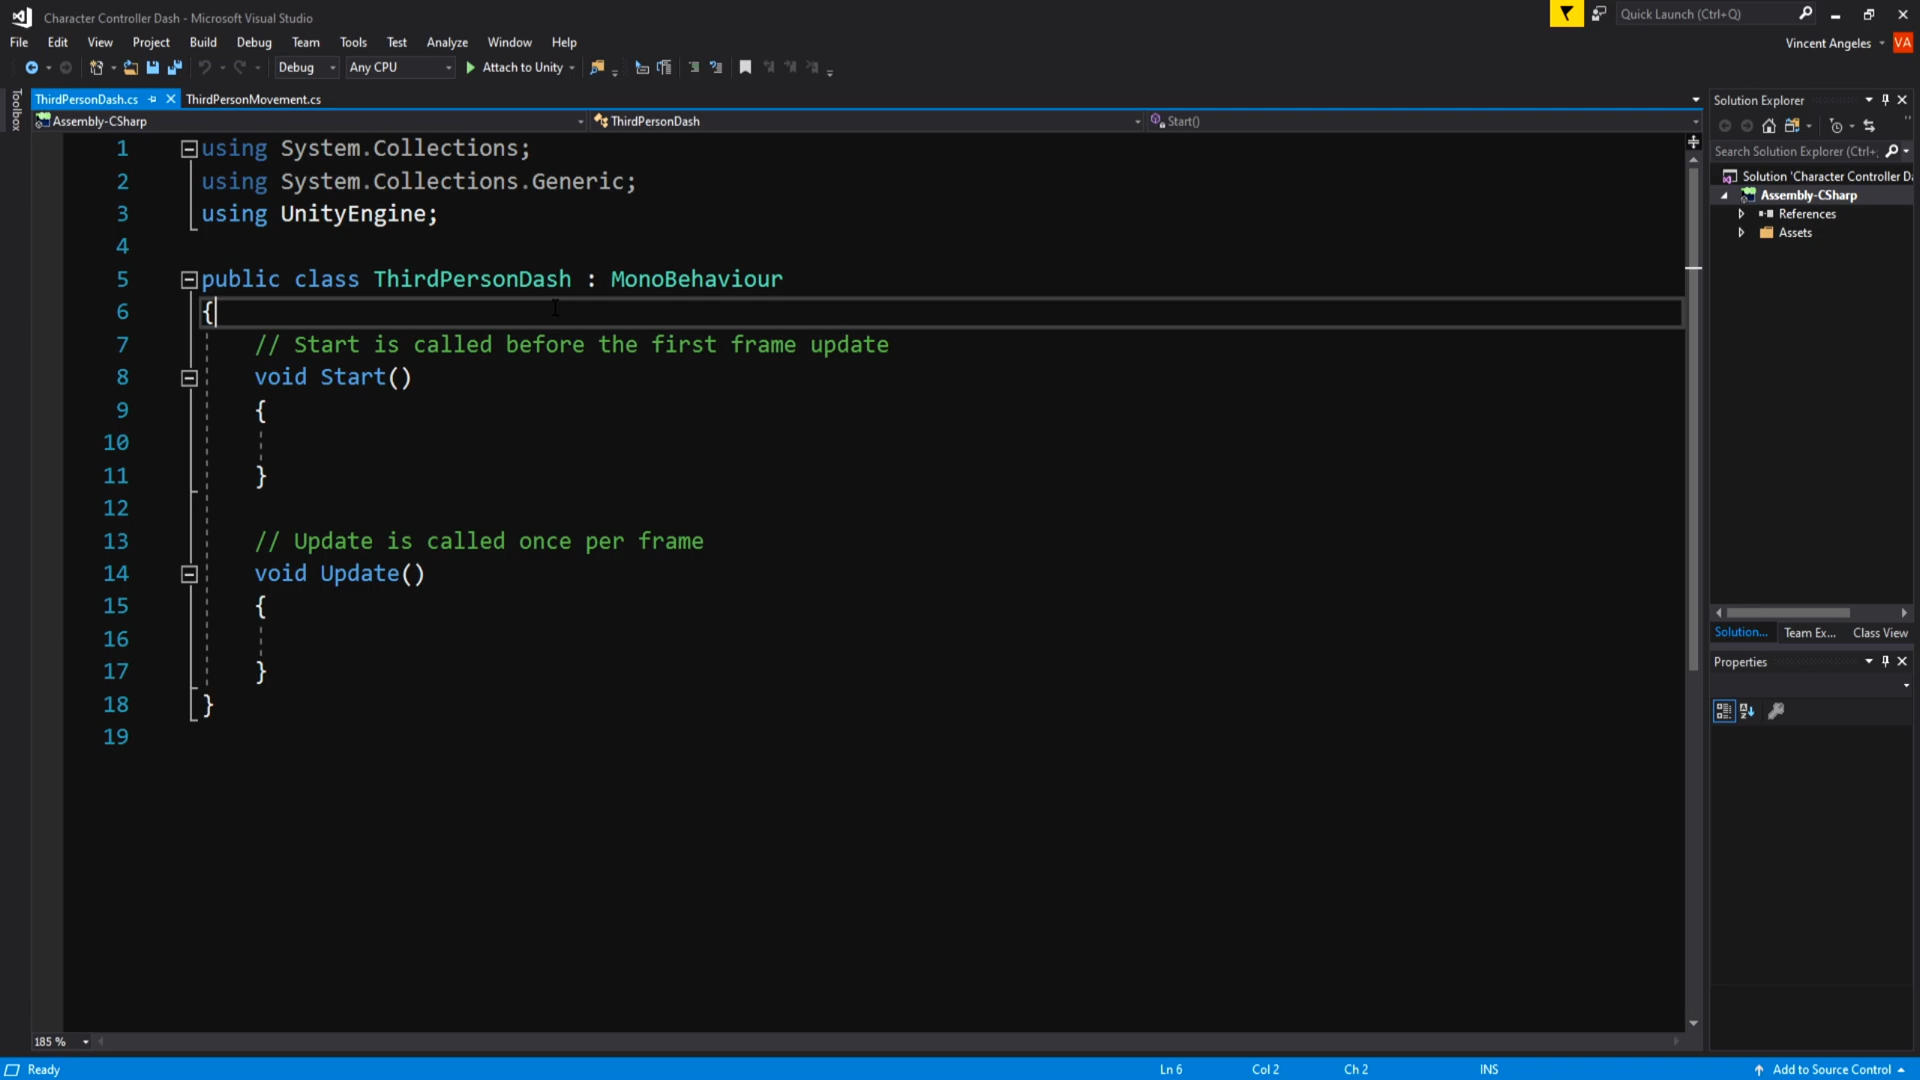 Character Controller Dash - Microsoft Visual Studio
Quick Launch (Ctrl+Q)
File Edit View Project Build Debug Team Tools Test Analyze Window Help
Vincent Angeles VA
Debug Any CPU Attach to Unity
Toolbox
ThirdPersonDash.cs ThirdPersonMovement.cs
Assembly-CSharp ThirdPersonDash Start()
1 using System.Collections;
2 using System.Collections.Generic;
3 using UnityEngine;
4
5 public class ThirdPersonDash : MonoBehaviour
6 {
7 // Start is called before the first frame update
8 void Start()
9 {
10
11 }
12
13 // Update is called once per frame
14 void Update()
15 {
16
17 }
18 }
19
Solution Explorer
Search Solution Explorer (Ctrl+;
Solution 'Character Controller Da
Assembly-CSharp
References
Assets
Solution... Team Ex... Class View
Properties
185 %
Ready Ln 6 Col 2 Ch 2 INS Add to Source Control